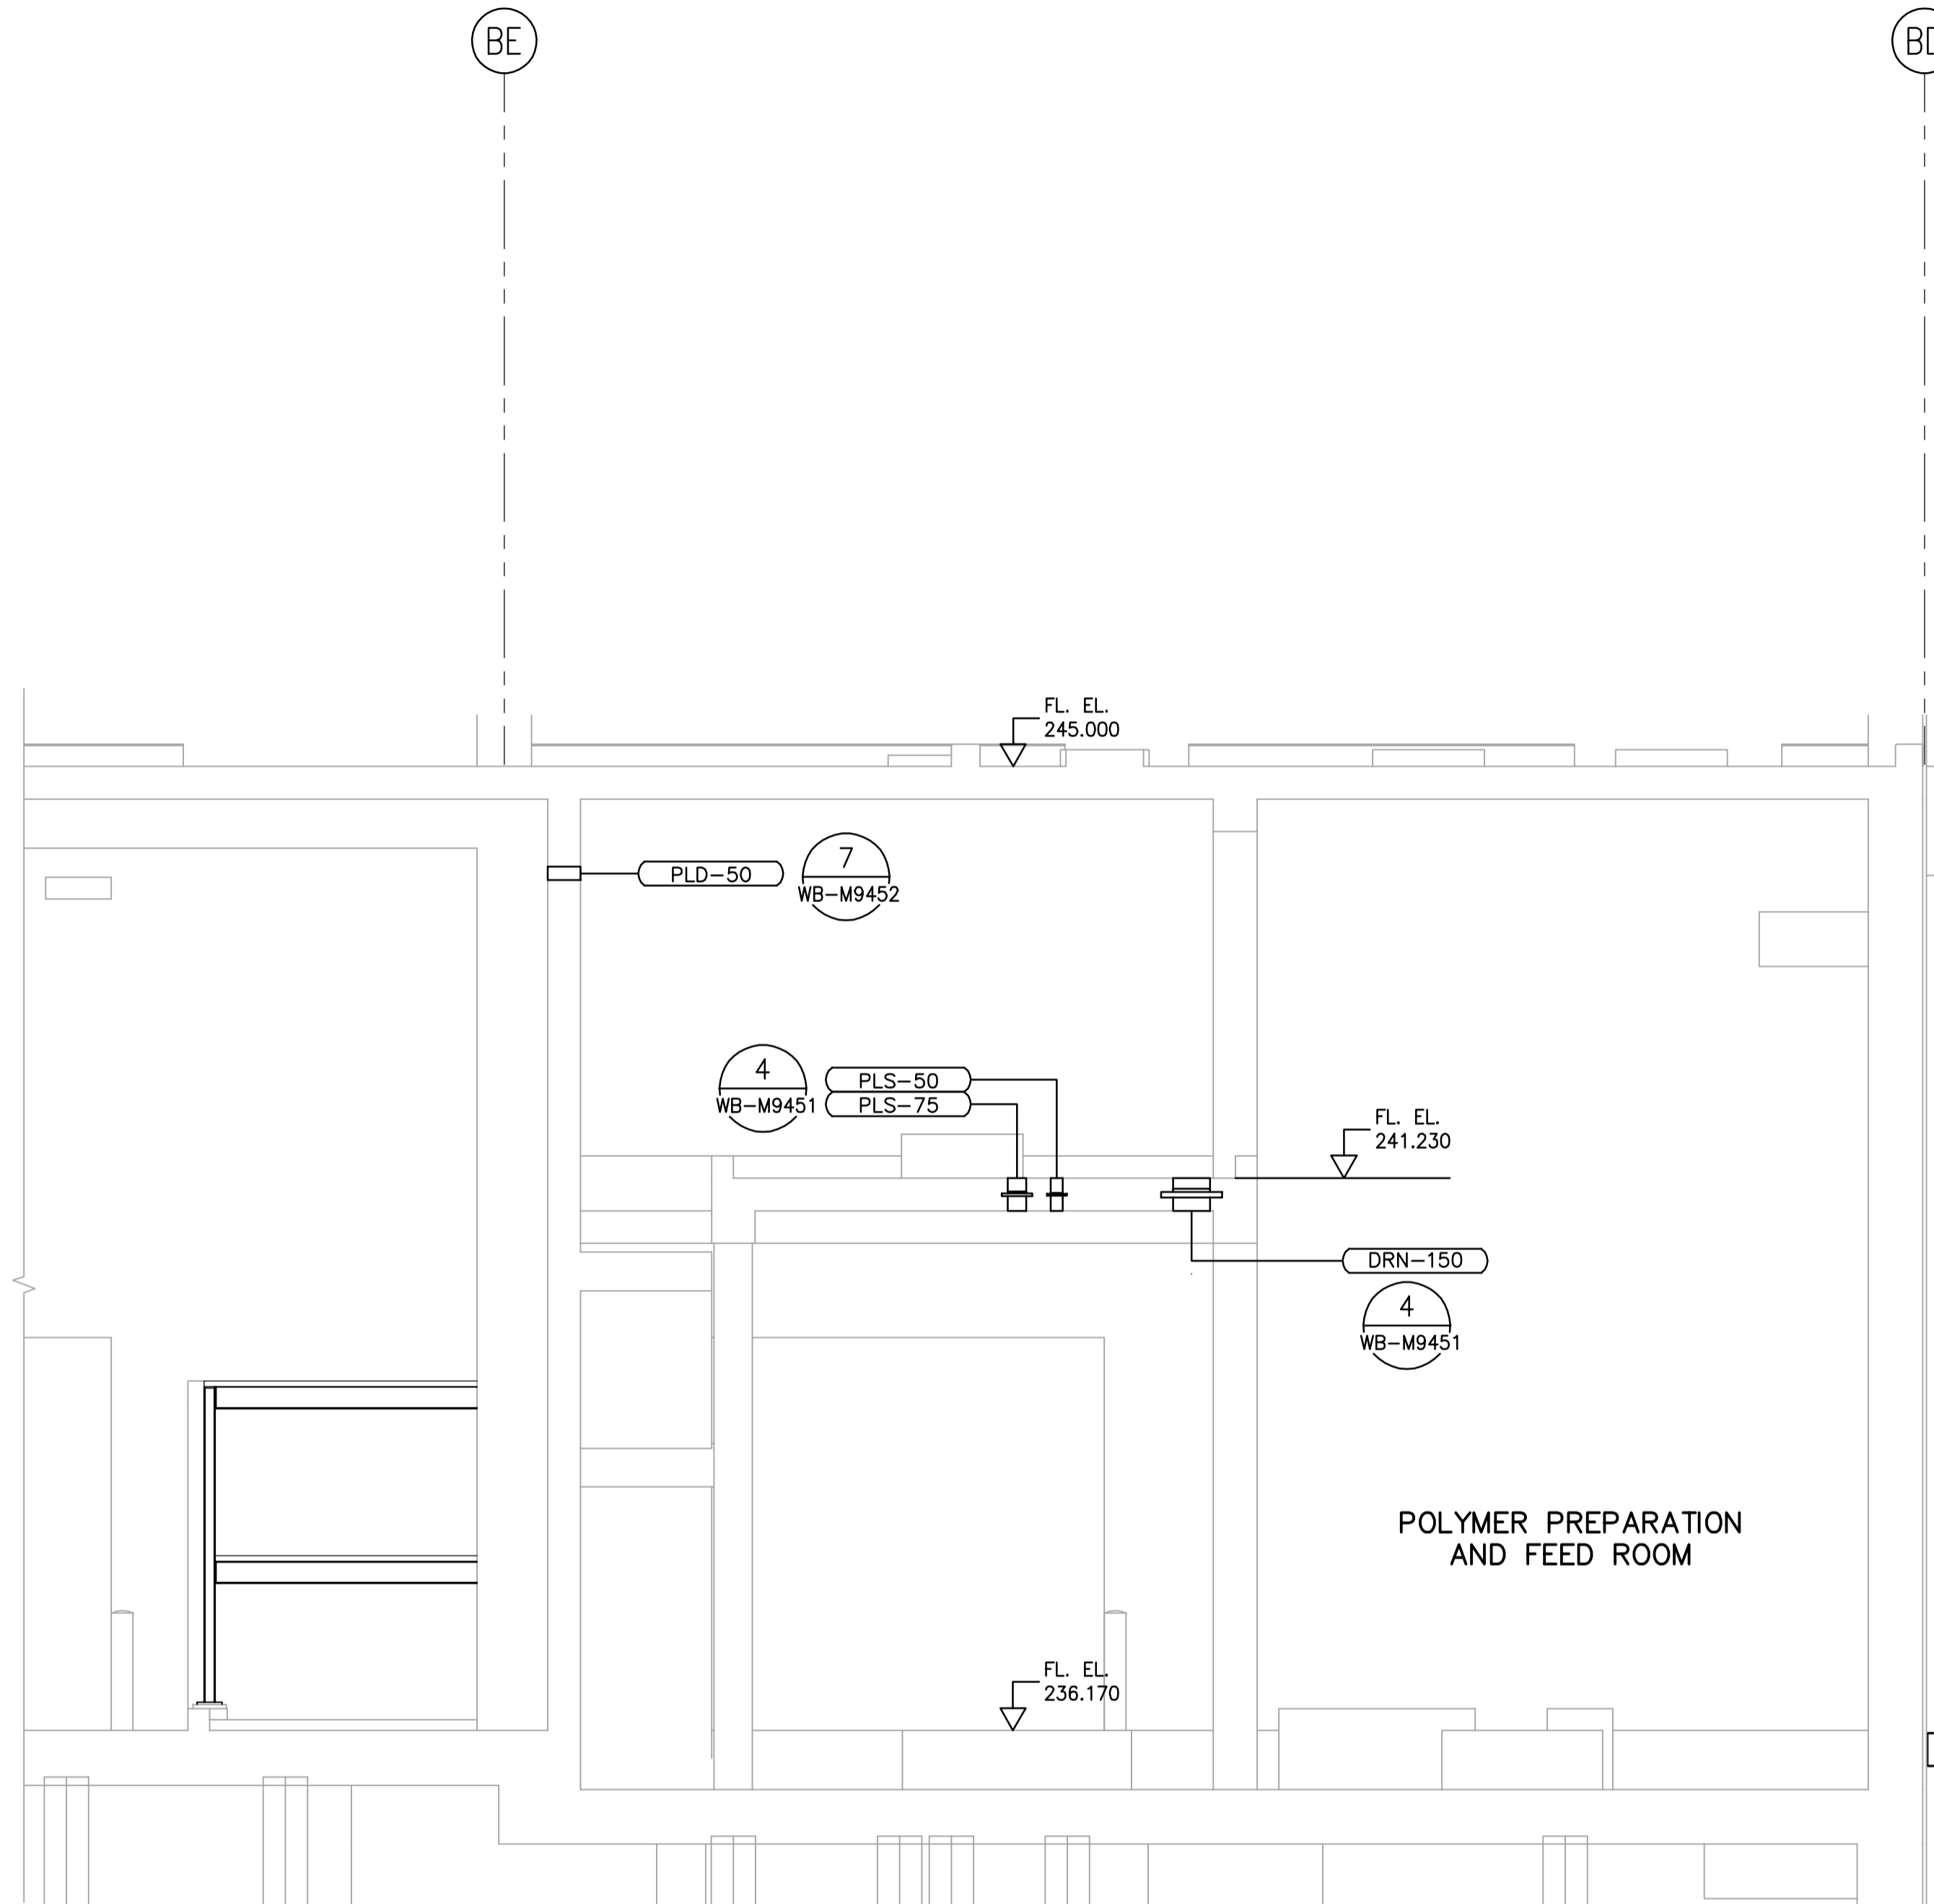 BE
FL. EL.
245.000
PLD-50
7
WB-M9452
4
WB-M9451
PLS-50
PLS-75
FL. EL.
241.230
DRN-150
4
WB-M9451
POLYMER PREPARATION
AND FEED ROOM
FL. EL.
236.170